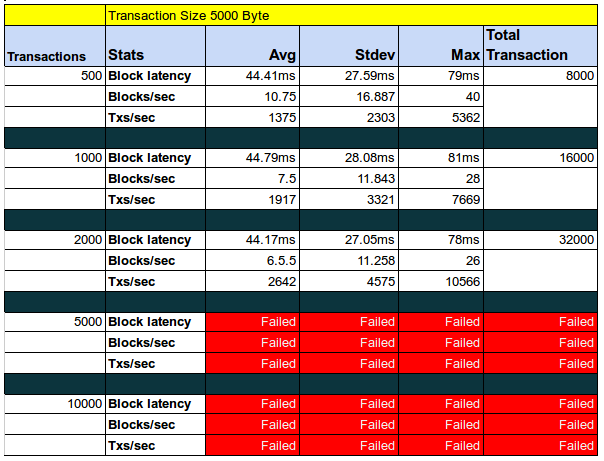 Transaction Size 5000 Byte
Transactions Stats Avg Stdev Max Total Transaction
500 Block latency 44.41ms 27.59ms 79ms 8000
Blocks/sec 10.75 16.887 40
Txs/sec 1375 2303 5362
1000 Block latency 44.79ms 28.08ms 81ms 16000
Blocks/sec 7.5 11.843 28
Txs/sec 1917 3321 7669
2000 Block latency 44.17ms 27.05ms 78ms 32000
Blocks/sec 6.5.5 11.258 26
Txs/sec 2642 4575 10566
5000 Block latency Failed Failed Failed Failed
Blocks/sec Failed Failed Failed Failed
Txs/sec Failed Failed Failed Failed
10000 Block latency Failed Failed Failed Failed
Blocks/sec Failed Failed Failed Failed
Txs/sec Failed Failed Failed Failed